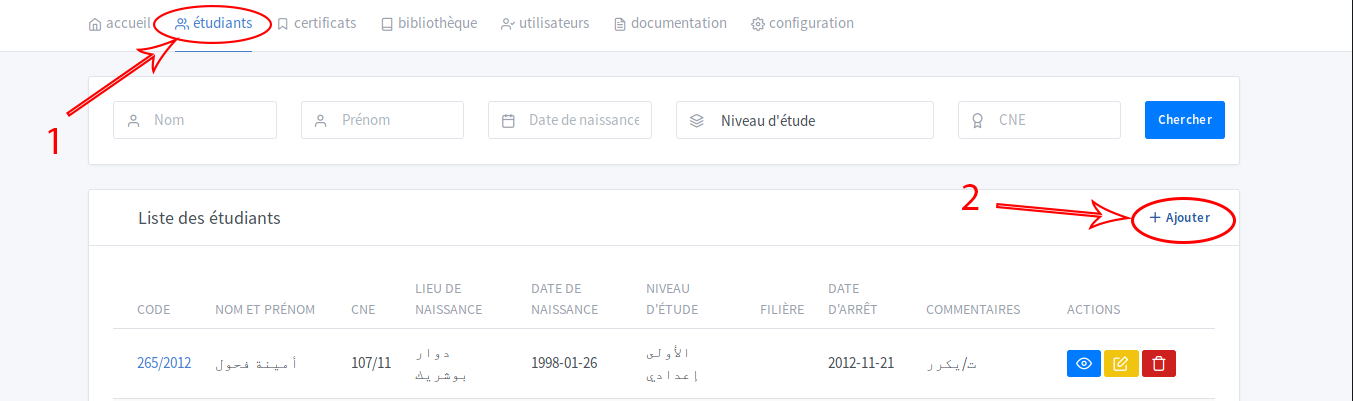 accueil étudiants certificats bibliothèque utilisateurs documentation configuration
1
Nom Prénom Date de naissance Niveau d'étude CNE Chercher
2
Liste des étudiants + Ajouter
CODE NOM ET PRÉNOM CNE LIEU DE NAISSANCE DATE DE NAISSANCE NIVEAU D'ÉTUDE FILIÈRE DATE D'ARRÊT COMMENTAIRES ACTIONS
265/2012 أمينة فحول 107/11 دوار بوشريك 1998-01-26 الأولى إعدادي 2012-11-21 ت/يكرر